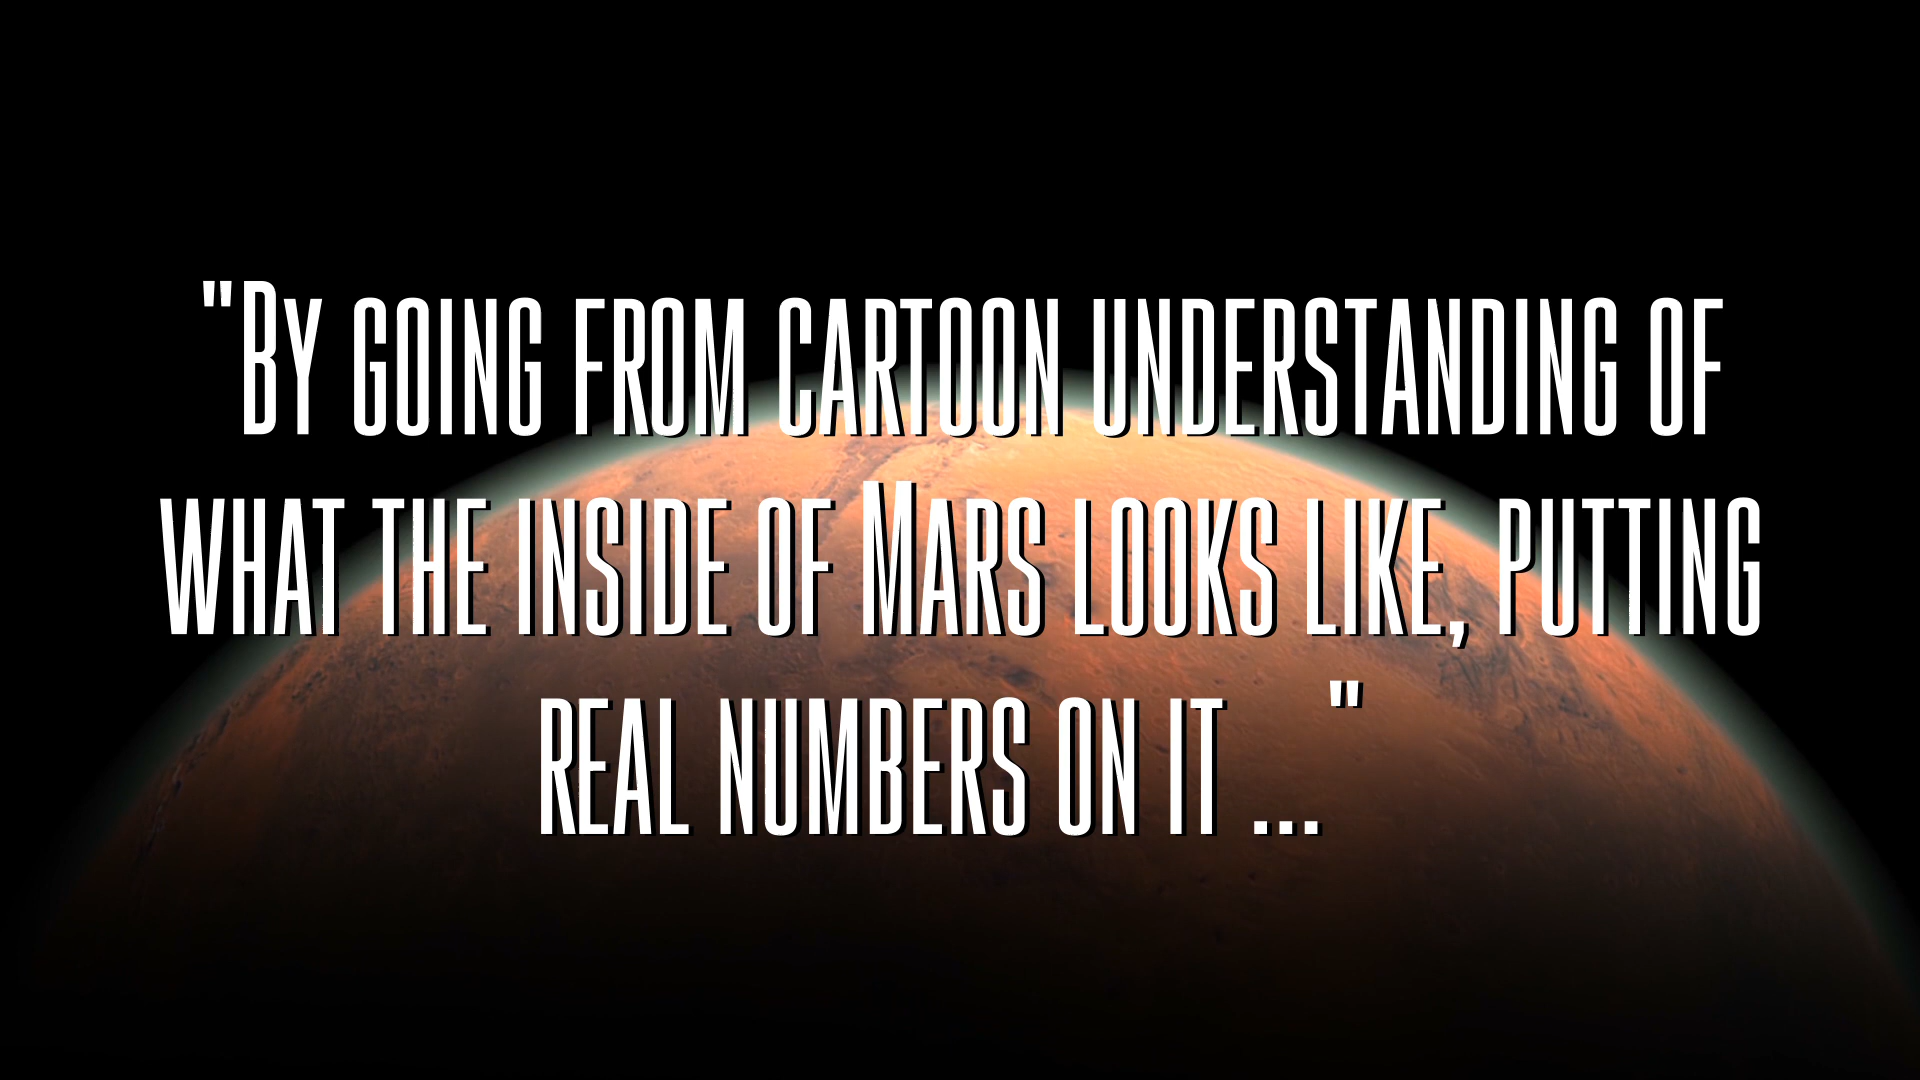 "By going from cartoon understanding of
what the inside of Mars looks like, putting
real numbers on it ..."